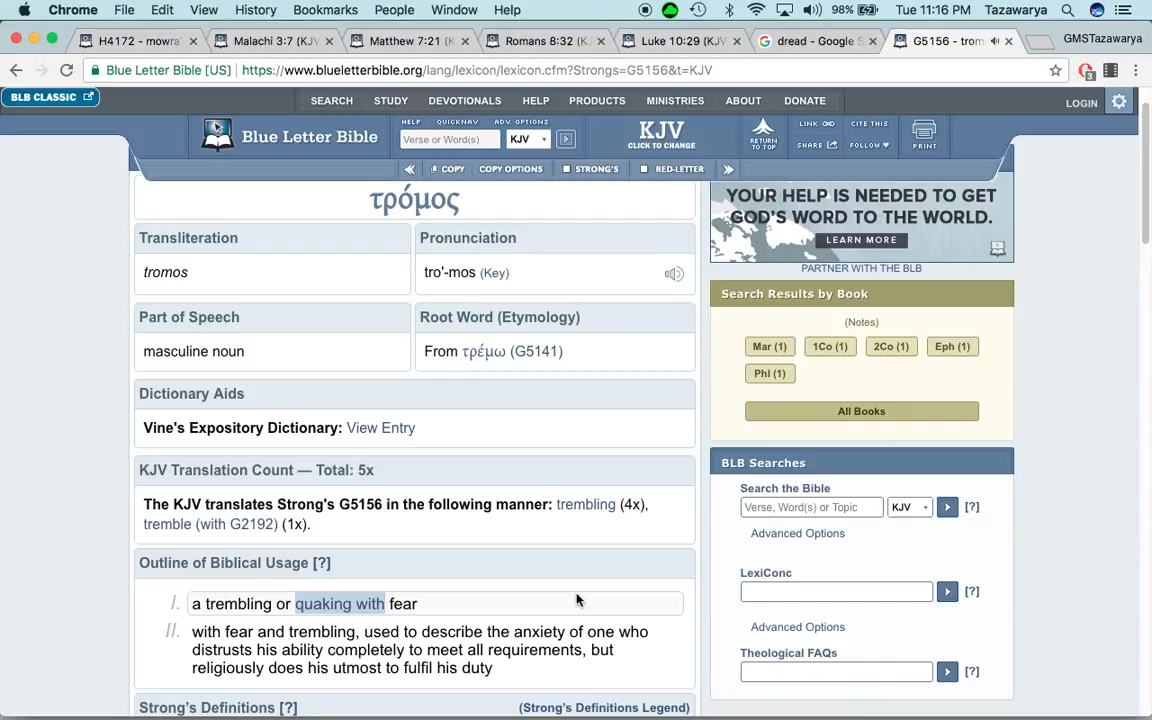 Chrome File Edit View History Bookmarks People Window Help 98% Tue 11:16 PM Tazawarya
H4172 - mowra' Malachi 3:7 (KJV Matthew 7:21 (KJ Romans 8:32 (KJV Luke 10:29 (KJV dread - Google S G5156 - trom GMSTazawarya
Blue Letter Bible [US] https://www.blueletterbible.org/lang/lexicon/lexicon.cfm?Strongs=G5156&t=KJV 3
BLB CLASSIC SEARCH STUDY DEVOTIONALS HELP PRODUCTS MINISTRIES ABOUT DONATE LOGIN
HELP QUICKNAV ADV. OPTIONS
Blue Letter Bible Verse or Word(s) KJV
KJV
CLICK TO CHANGE
RETURN
TO TOP
LINK CITE THIS
SHARE FOLLOW
PRINT
COPY COPY OPTIONS STRONG'S RED-LETTER
τρόμος
Transliteration
tromos
Pronunciation
tro'-mos (Key)
Part of Speech
masculine noun
Root Word (Etymology)
From τρέμω (G5141)
Dictionary Aids
Vine's Expository Dictionary: View Entry
KJV Translation Count — Total: 5x
The KJV translates Strong's G5156 in the following manner: trembling (4x),
tremble (with G2192) (1x).
Outline of Biblical Usage [?]
I. a trembling or quaking with fear
II. with fear and trembling, used to describe the anxiety of one who
distrusts his ability completely to meet all requirements, but
religiously does his utmost to fulfil his duty
Strong's Definitions [?] (Strong's Definitions Legend)
YOUR HELP IS NEEDED TO GET
GOD'S WORD TO THE WORLD.
LEARN MORE
PARTNER WITH THE BLB
Search Results by Book
(Notes)
Mar (1) 1Co (1) 2Co (1) Eph (1)
Phl (1)
All Books
BLB Searches
Search the Bible
Verse, Word(s) or Topic KJV [?]
Advanced Options
LexiConc
[?]
Advanced Options
Theological FAQs
[?]